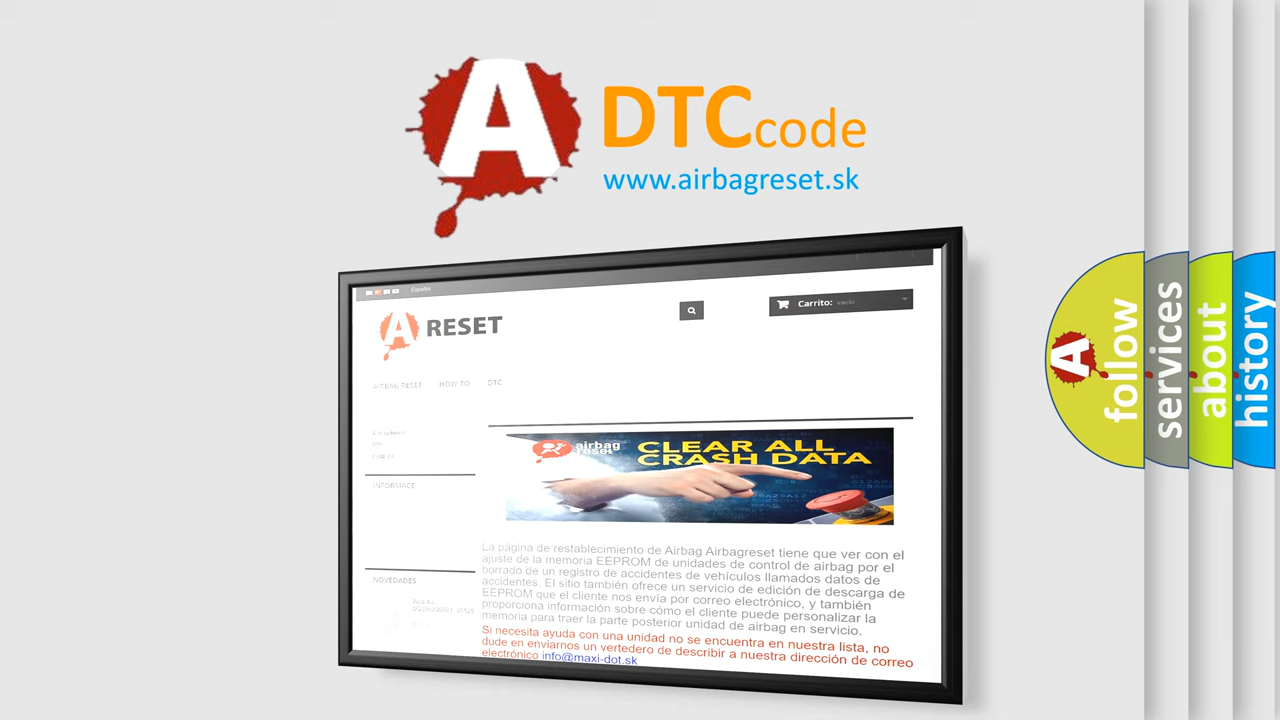 A
DTC code
www.airbagreset.sk
Español
A RESET
Carrito: vacío
AIRBAG RESET HOW TO DTC
INFORMACE
airbag
reset
CLEAR ALL
CRASH DATA
La página de restablecimiento de Airbag Airbagreset tiene que ver con el
ajuste de la memoria EEPROM de unidades de control de airbag por el
borrado de un registro de accidentes de vehículos llamados datos de
accidentes. El sitio también ofrece un servicio de edición de descarga de
EEPROM que el cliente nos envía por correo electrónico, y también
proporciona información sobre cómo el cliente puede personalizar la
memoria para traer la parte posterior unidad de airbag en servicio.
Si necesita ayuda con una unidad no se encuentra en nuestra lista, no
dude en enviarnos un vertedero de describir a nuestra dirección de correo
electrónico info@maxi-dot.sk
NOVEDADES
A
follow
services
about
history